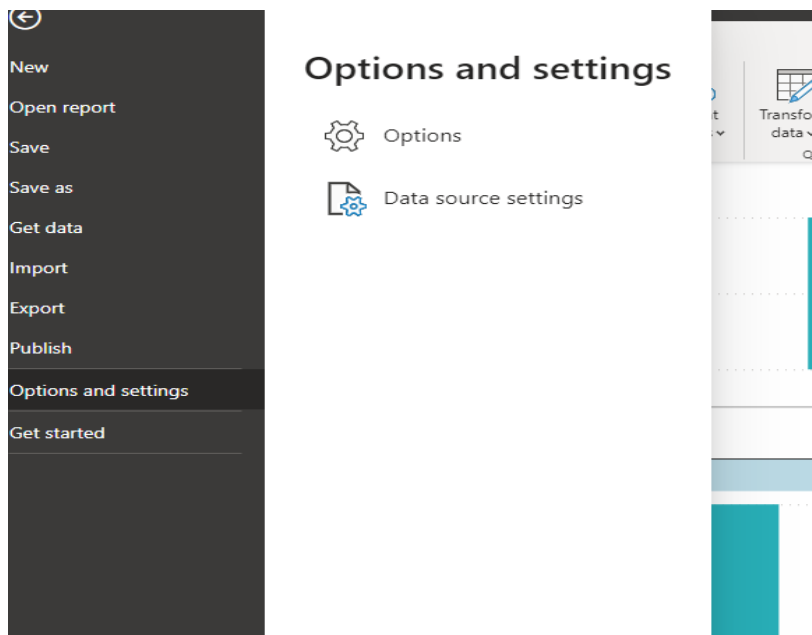 New
Open report
Save
Save as
Get data
Import
Export
Publish
Options and settings
Get started
Options and settings
Options
Data source settings
data